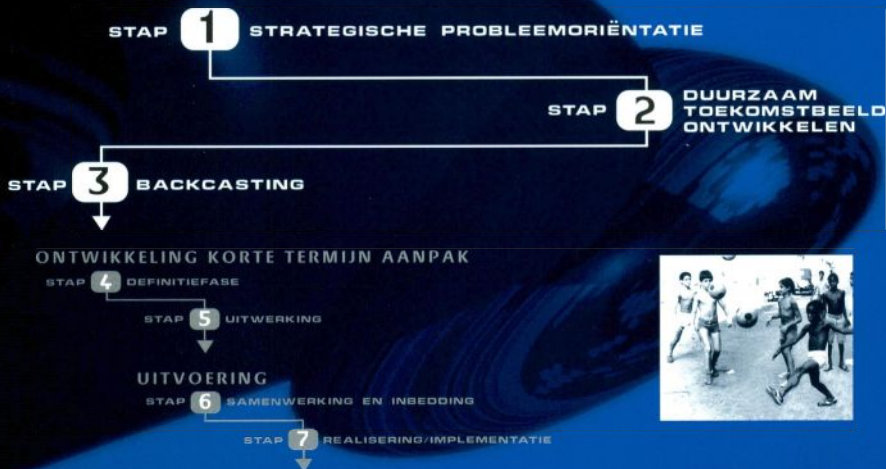 STAP 1 STRATEGISCHE PROBLEEMORIËNTATIE
STAP 2 DUURZAAM
TOEKOMSTBEELD
ONTWIKKELEN
STAP 3 BACKCASTING
ONTWIKKELING KORTE TERMIJN AANPAK
STAP 4 DEFINITIEFASE
STAP 5 UITWERKING
UITVOERING
STAP 6 SAMENWERKING EN INBEDDING
STAP 7 REALISERING/IMPLEMENTATIE